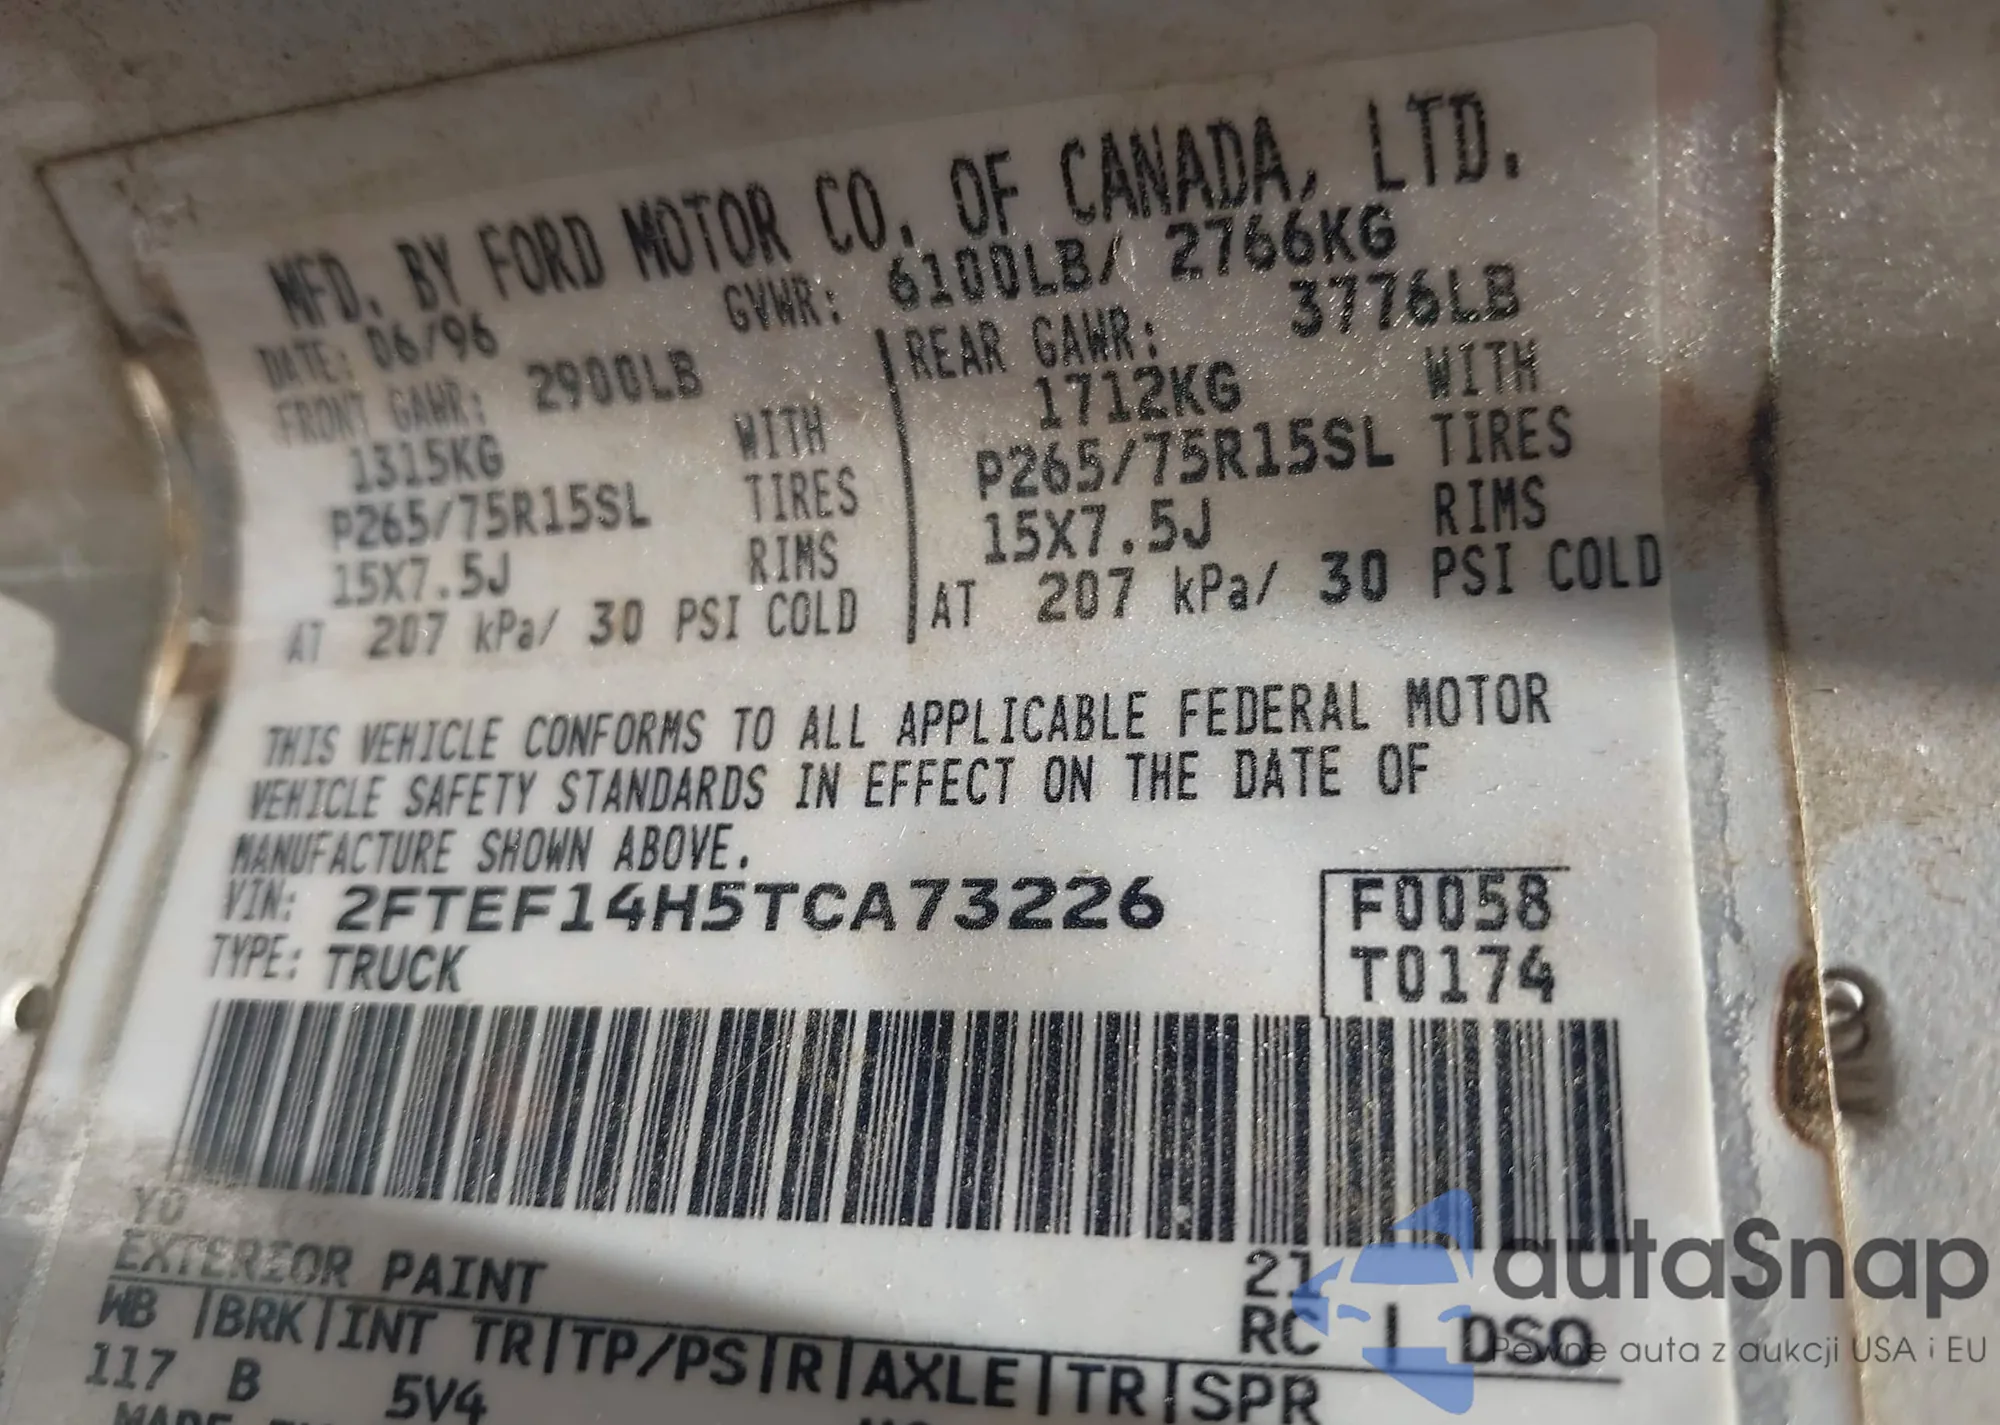 MFD. BY FORD MOTOR CO. OF CANADA, LTD.
DATE: 06/96 GVWR: 6100LB/ 2766KG
FRONT GAWR: 2900LB REAR GAWR: 3776LB
1315KG WITH 1712KG WITH
P265/75R15SL TIRES P265/75R15SL TIRES
15X7.5J RIMS 15X7.5J RIMS
AT 207 kPa/ 30 PSI COLD AT 207 kPa/ 30 PSI COLD
THIS VEHICLE CONFORMS TO ALL APPLICABLE FEDERAL MOTOR
VEHICLE SAFETY STANDARDS IN EFFECT ON THE DATE OF
MANUFACTURE SHOWN ABOVE.
VIN: 2FTEF14H5TCA73226 F0058
TYPE: TRUCK T0174
YO
EXTERIOR PAINT 21
RC DSO
WB BRK INT TR TP/PS R AXLE TR SPR
117 B 5V4
autaSnap
Pewne auta z aukcji USA i EU